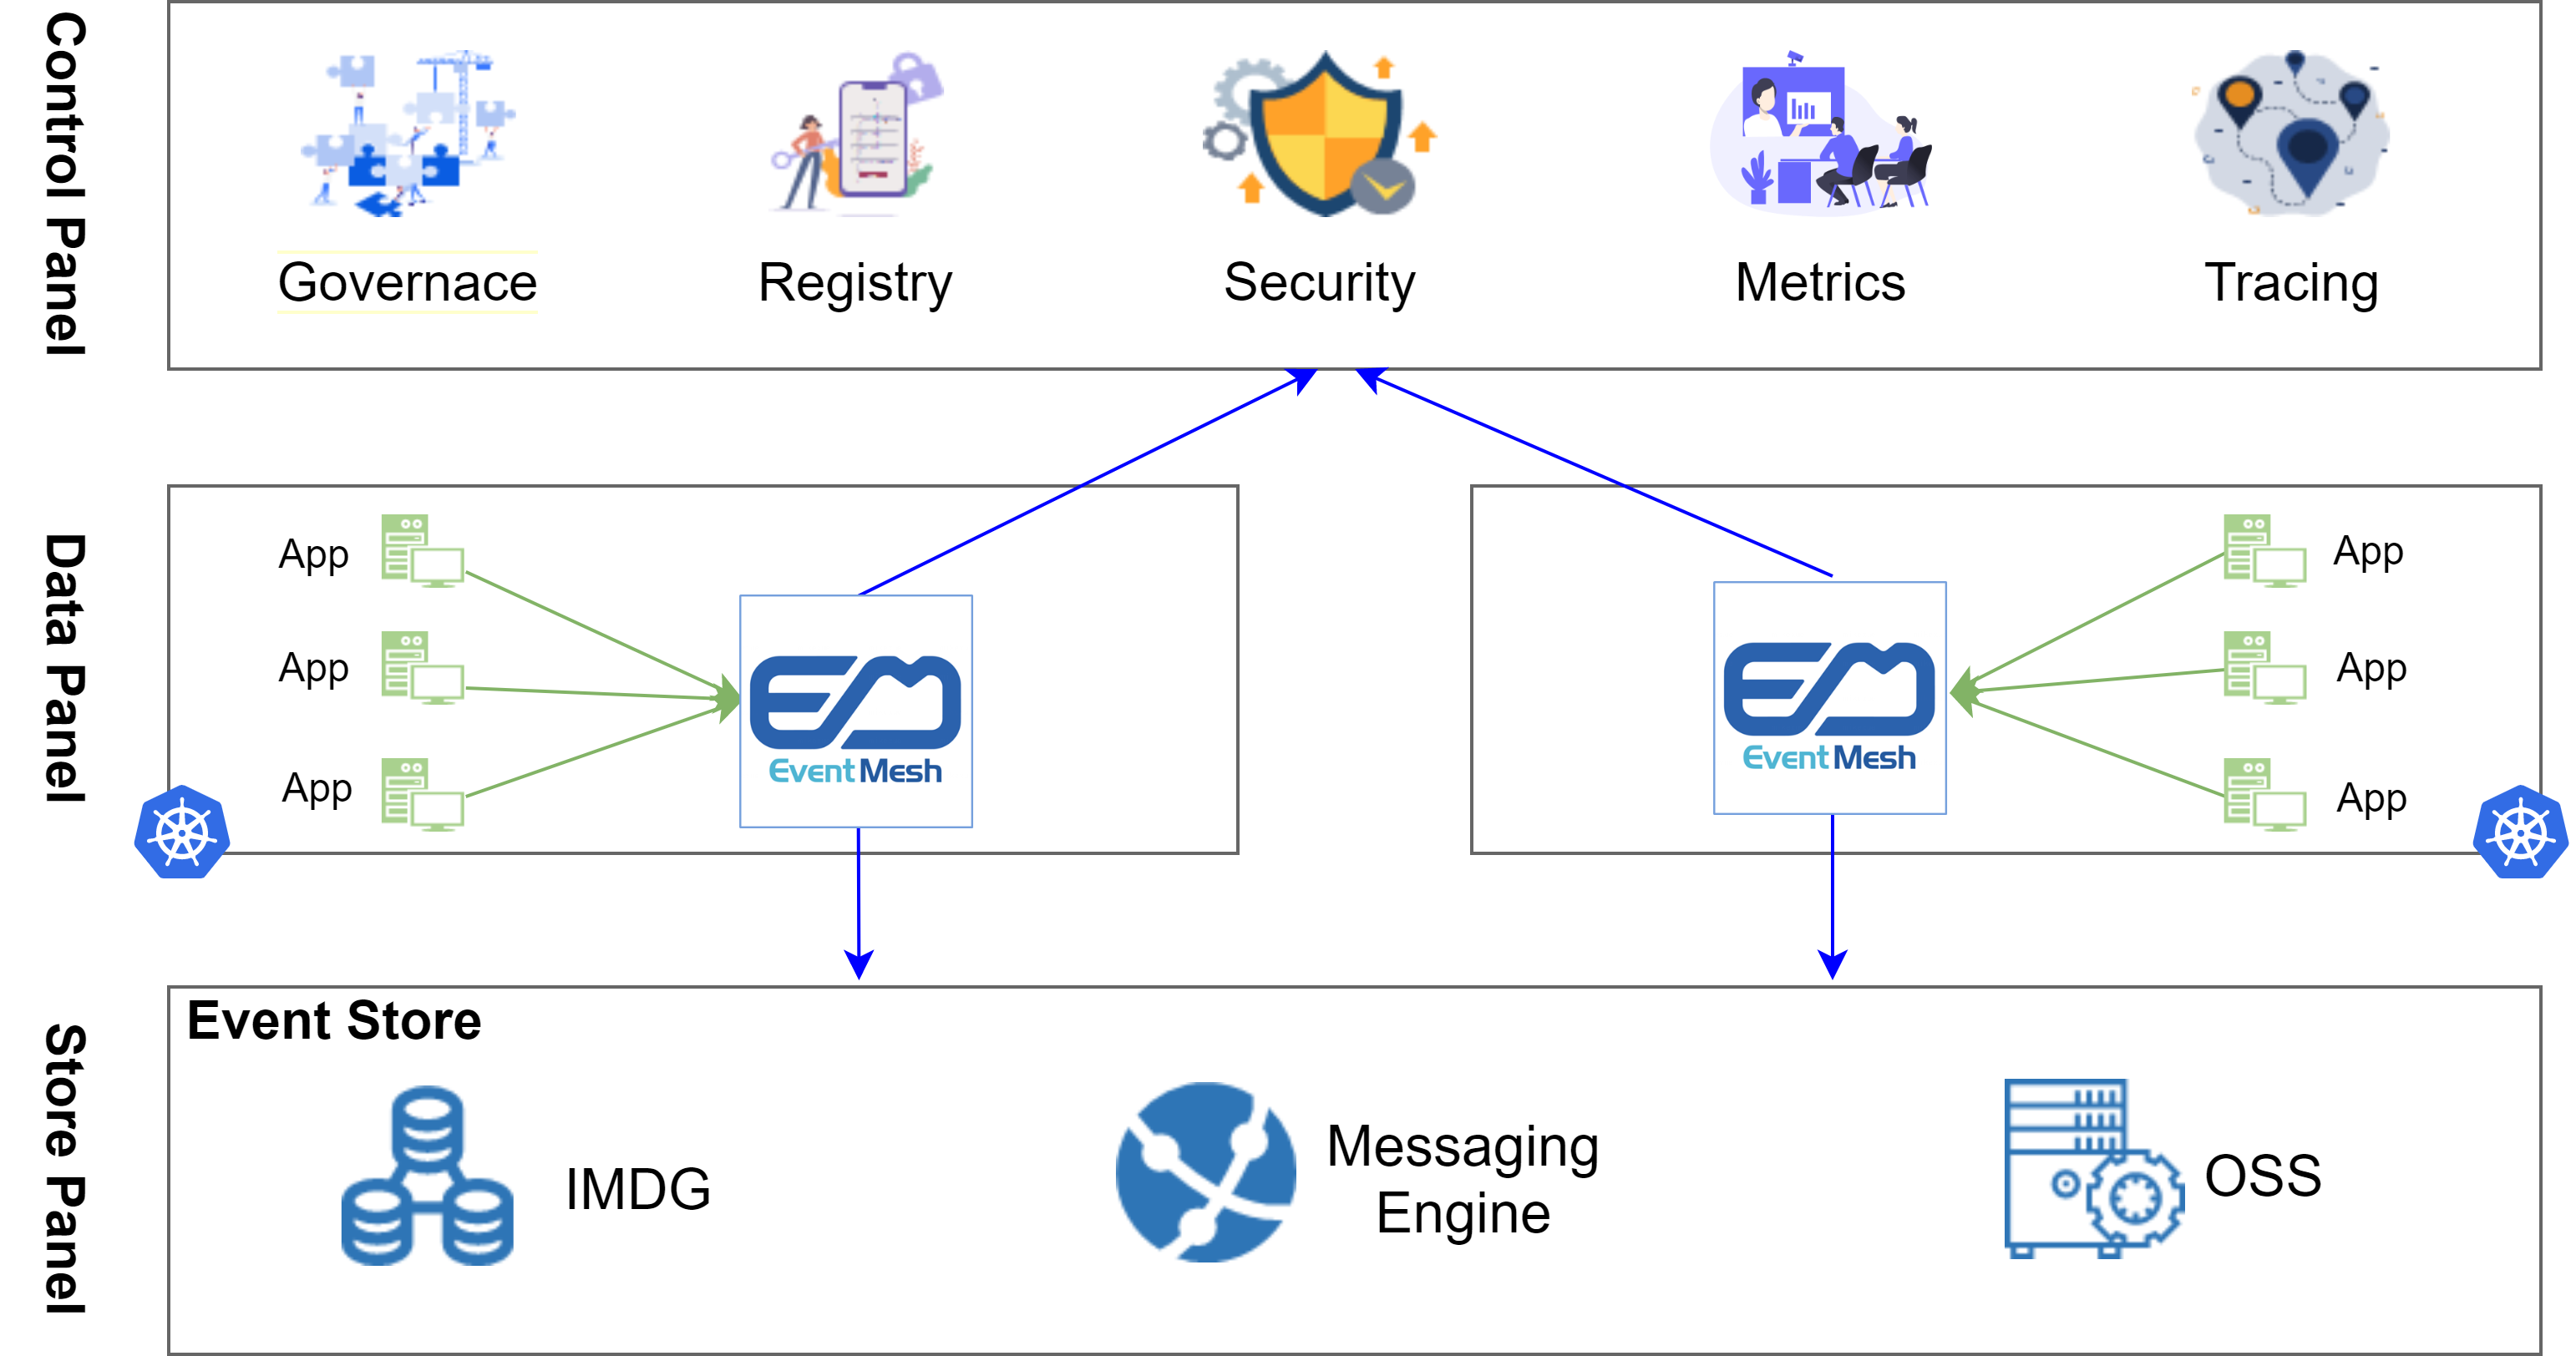 Control Panel
Governace
Registry
Security
Metrics
Tracing
Data Panel
App
App
App
EventMesh
EventMesh
App
App
App
Store Panel
Event Store
IMDG
Messaging
Engine
OSS